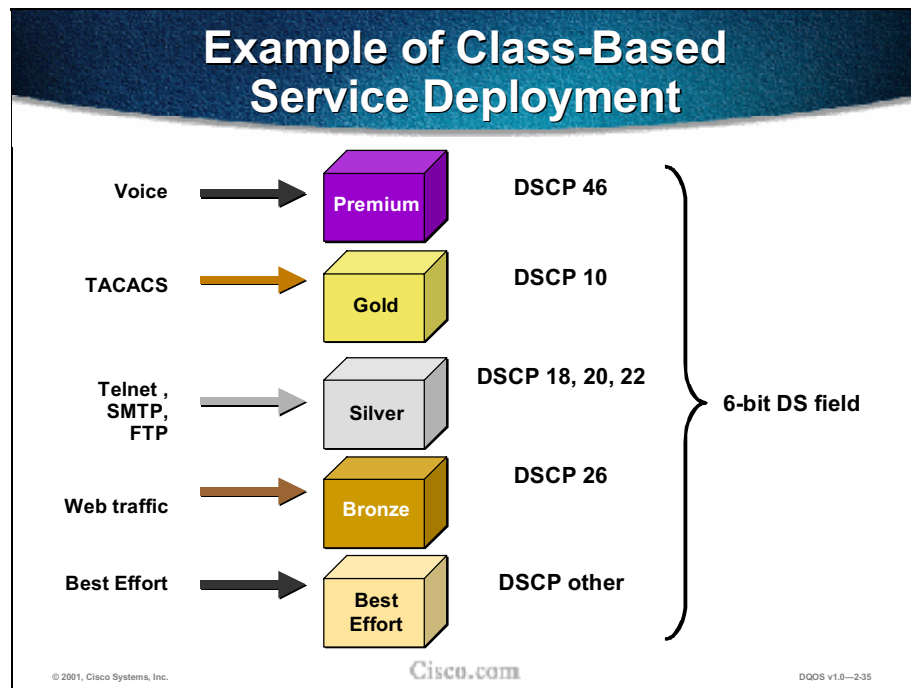 Example of Class-Based
Service Deployment
Voice
Premium
DSCP 46
TACACS
Gold
DSCP 10
Telnet ,
SMTP,
FTP
Silver
DSCP 18, 20, 22
6-bit DS field
Web traffic
Bronze
DSCP 26
Best Effort
Best
Effort
DSCP other
© 2001, Cisco Systems, Inc.
Cisco.com
DQOS v1.0—2-35